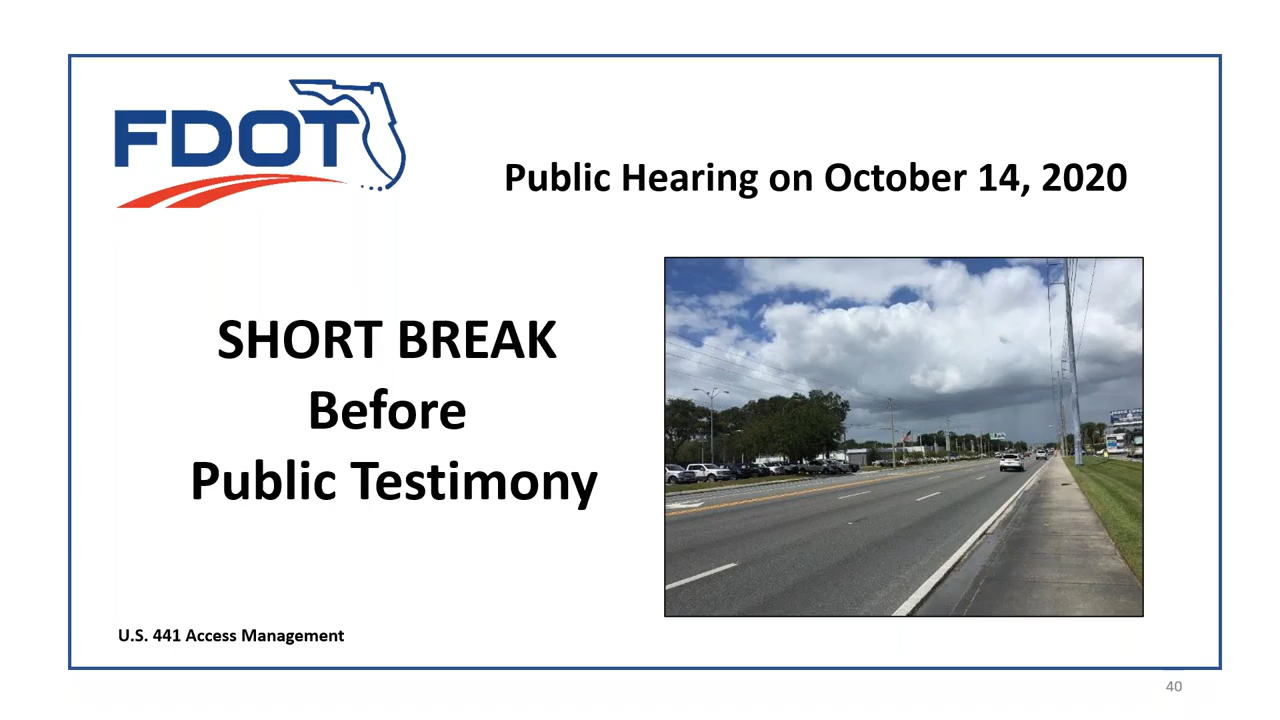 FDOT
Public Hearing on October 14, 2020
SHORT BREAK
Before
Public Testimony
U.S. 441 Access Management
40